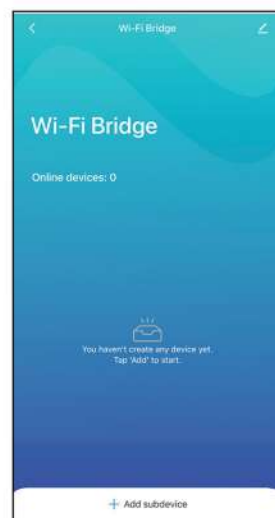 Wi-Fi Bridge
Wi-Fi Bridge
Online devices: 0
You haven't create any device yet.
Tap 'Add' to start.
+ Add subdevice